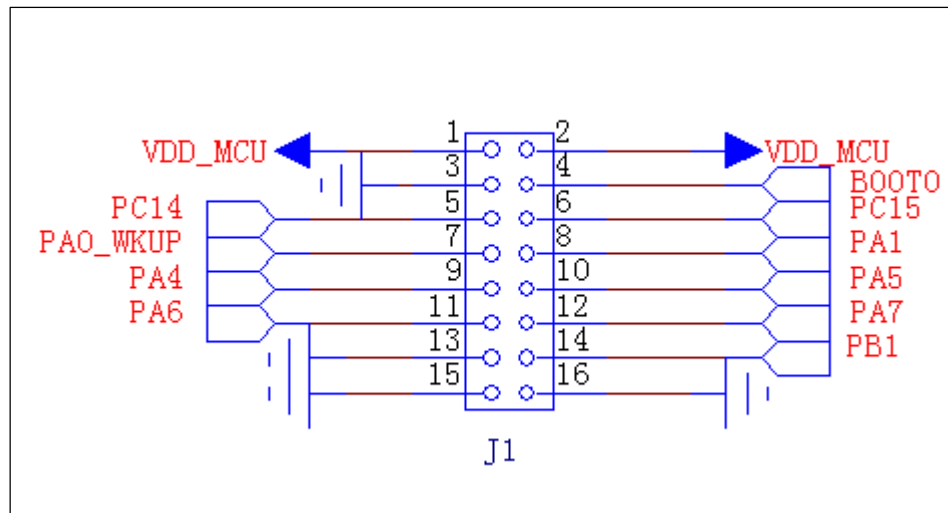 1 2
VDD_MCU VDD_MCU
3 4
BOOT0
PC14 5 6 PC15
PA0_WKUP 7 8 PA1
PA4 9 10 PA5
PA6 11 12 PA7
13 14 PB1
15 16
J1